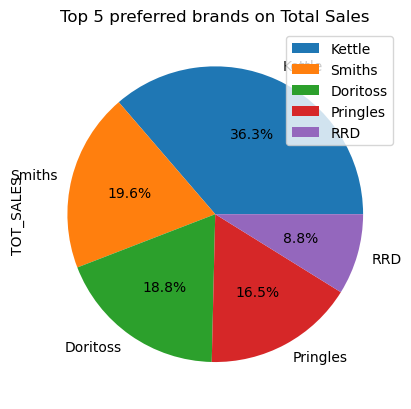 Top 5 preferred brands on Total Sales
Kettle
Smiths
Doritoss
Pringles
RRD
36.3%
Smiths
19.6%
TOT_SALES
8.8%
RRD
18.8%
16.5%
Doritoss
Pringles